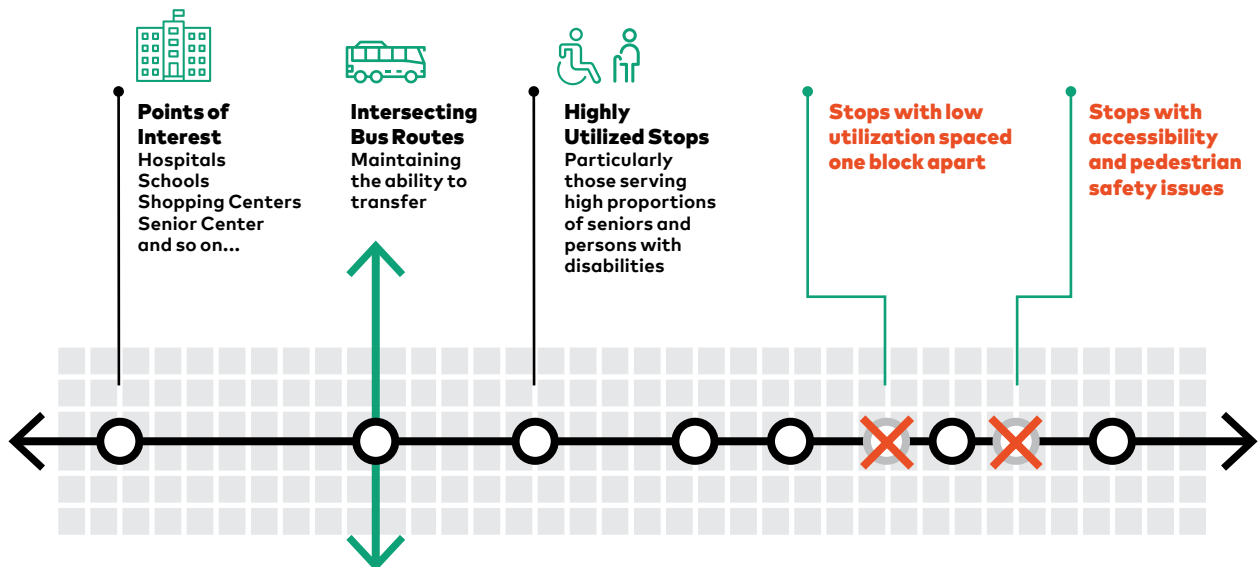 Points of
Interest
Hospitals
Schools
Shopping Centers
Senior Center
and so on...
Intersecting
Bus Routes
Maintaining
the ability to
transfer
Highly
Utilized Stops
Particularly
those serving
high proportions
of seniors and
persons with
disabilities
Stops with low
utilization spaced
one block apart
Stops with
accessibility
and pedestrian
safety issues